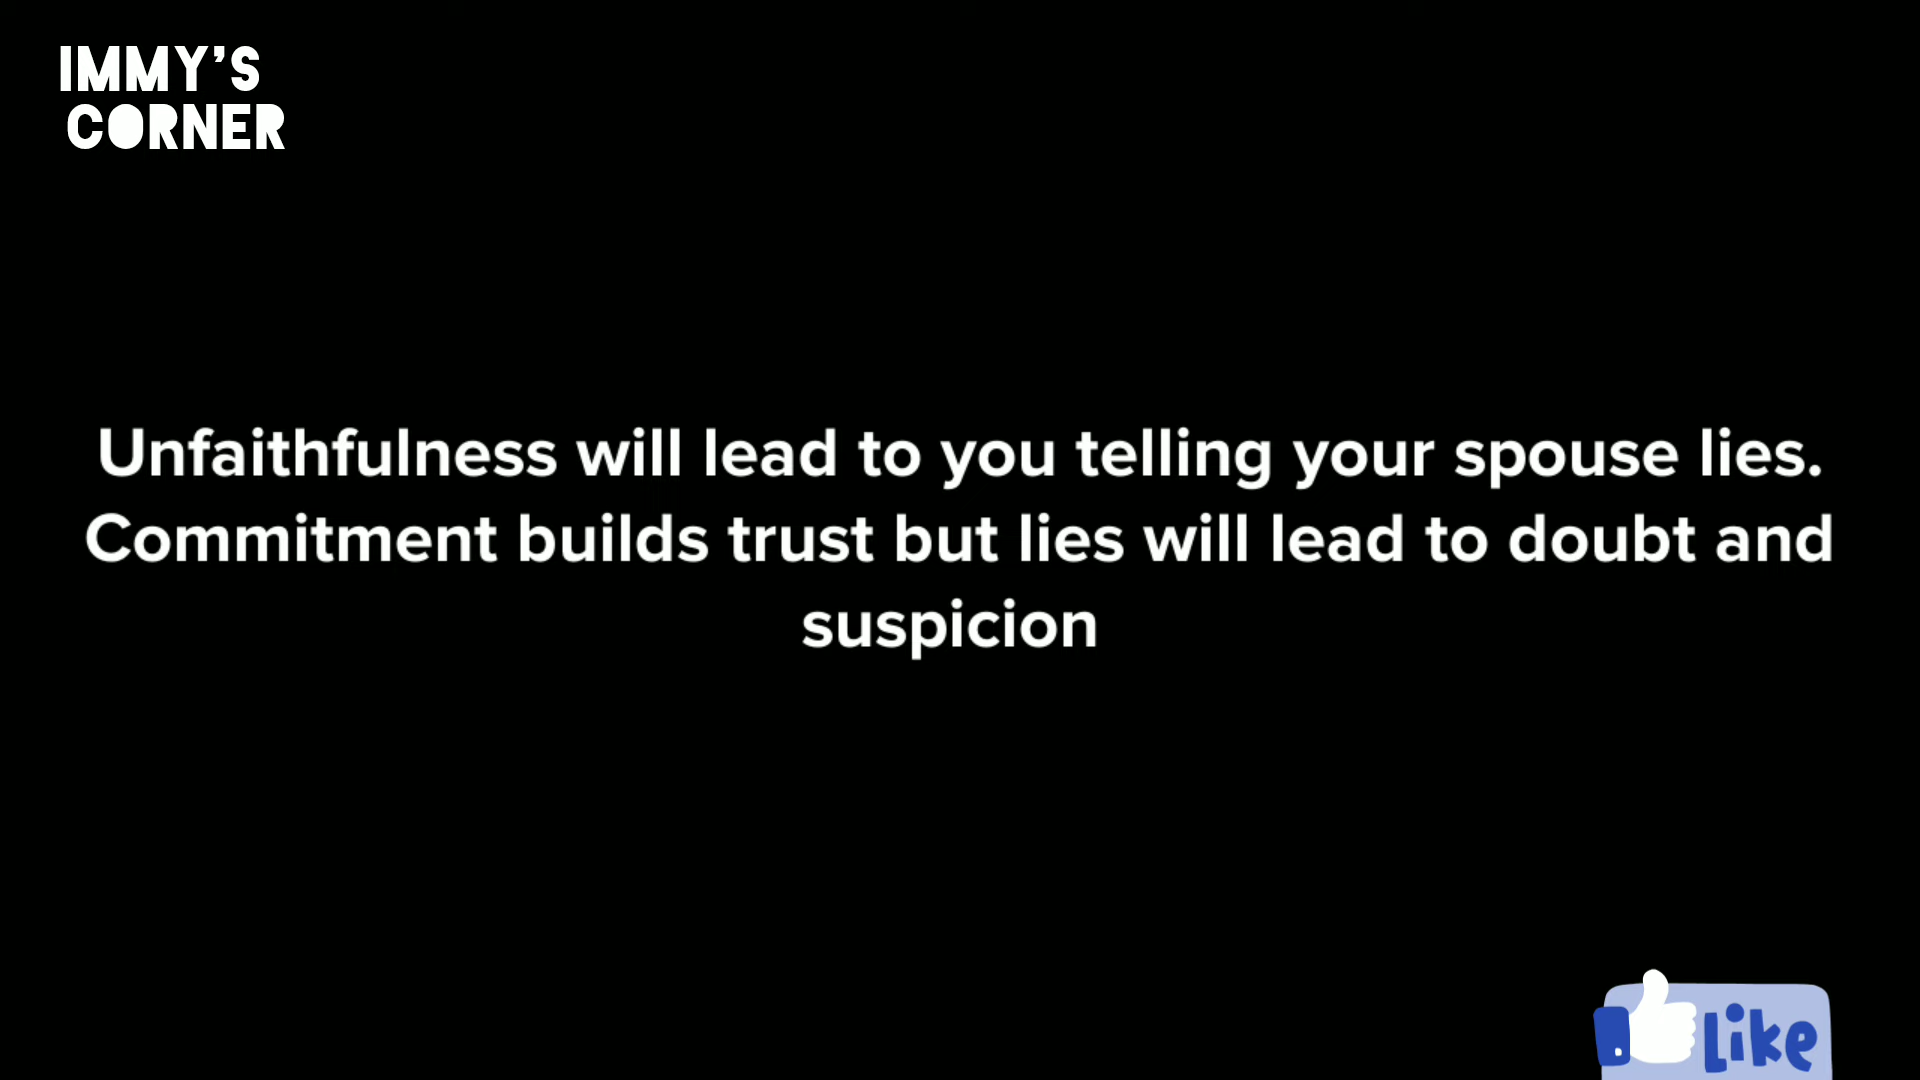 IMMY'S
CORNER
Unfaithfulness will lead to you telling your spouse lies.
Commitment builds trust but lies will lead to doubt and
suspicion
Like